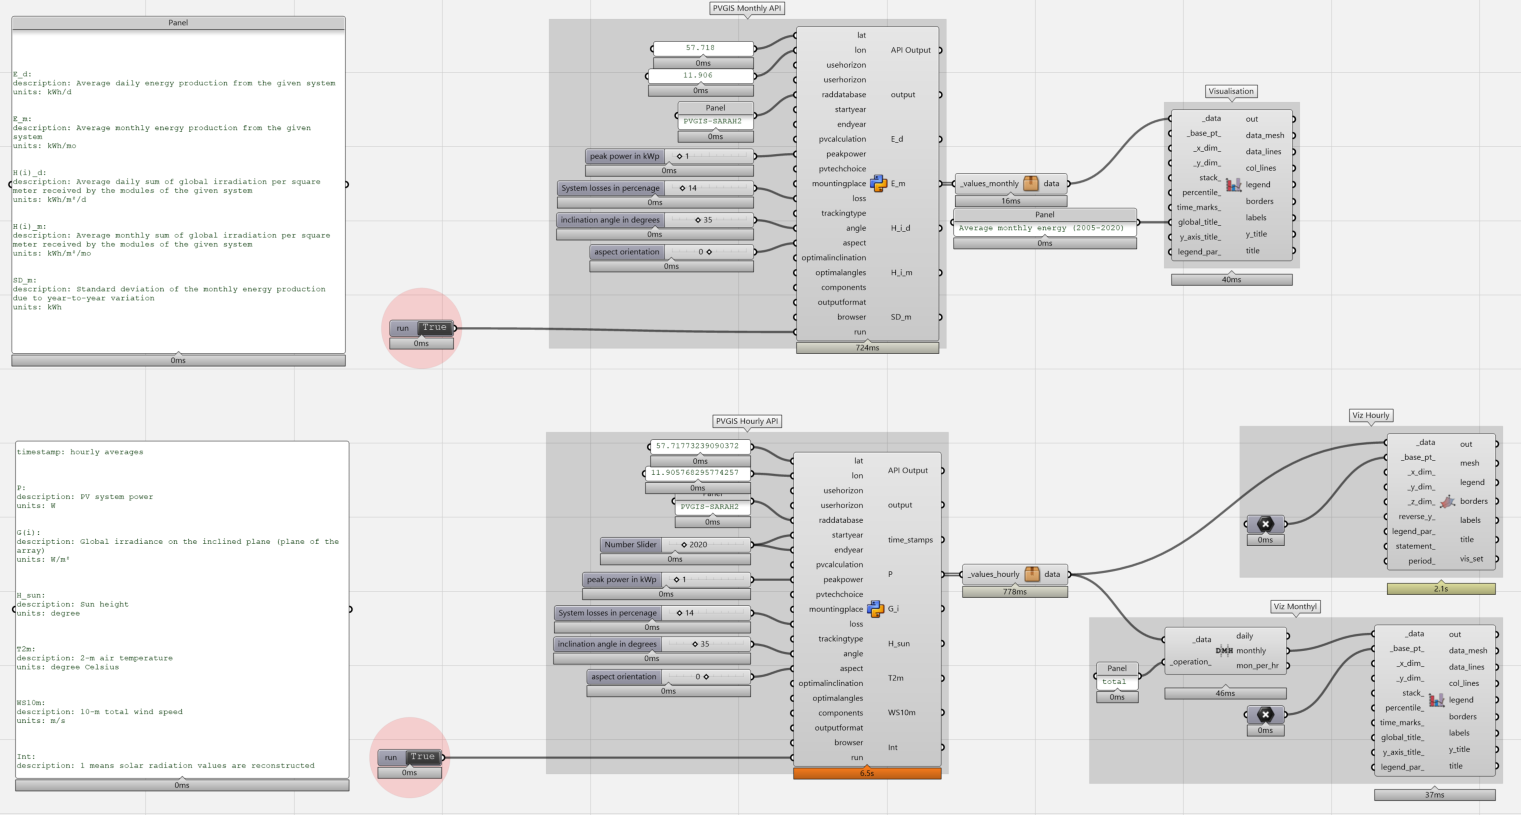 Panel
E_d:
description: Average daily energy production from the given system
units: kWh/d
E_m:
description: Average monthly energy production from the given
system
units: kWh/mo
H(i)_d:
description: Average daily sum of global irradiation per square
meter received by the modules of the given system
units: kWh/m²/d
H(i)_m:
description: Average monthly sum of global irradiation per square
meter received by the modules of the given system
units: kWh/m²/mo
SD_m:
description: Standard deviation of the monthly energy production
due to year-to-year variation
units: kWh
0ms
run True
0ms
PVGIS Monthly API
57.718
0ms
11.906
0ms
Panel
PVGIS-SARAH2
0ms
peak power in kWp 1
0ms
System losses in percenage 14
0ms
inclination angle in degrees 35
0ms
aspect orientation 0
0ms
lat
lon
usehorizon
userhorizon
raddatabase
startyear
endyear
pvcalculation
peakpower
pvtechchoice
mountingplace
loss
trackingtype
angle
aspect
optimalinclination
optimalangles
components
outputformat
browser
run
API Output
output
E_d
E_m
H_i_d
H_i_m
SD_m
724ms
_values_monthly data
16ms
Panel
Average monthly energy (2005-2020)
0ms
Visualisation
_data
_base_pt_
_x_dim_
_y_dim_
stack_
percentile_
time_marks_
global_title_
y_axis_title_
legend_par_
out
data_mesh
data_lines
col_lines
legend
borders
labels
y_title
title
40ms
timestamp: hourly averages
P:
description: PV system power
units: W
G(i):
description: Global irradiance on the inclined plane (plane of the
array)
units: W/m²
H_sun:
description: Sun height
units: degree
T2m:
description: 2-m air temperature
units: degree Celsius
WS10m:
description: 10-m total wind speed
units: m/s
Int:
description: 1 means solar radiation values are reconstructed
0ms
run True
0ms
PVGIS Hourly API
57.71773239090372
0ms
11.905768295774257
0ms
Panel
PVGIS-SARAH2
0ms
Number Slider 2020
0ms
peak power in kWp 1
0ms
System losses in percenage 14
0ms
inclination angle in degrees 35
0ms
aspect orientation 0
0ms
lat
lon
usehorizon
userhorizon
raddatabase
startyear
endyear
pvcalculation
peakpower
pvtechchoice
mountingplace
loss
trackingtype
angle
aspect
optimalinclination
optimalangles
components
outputformat
browser
run
API Output
output
time_stamps
P
G_i
H_sun
T2m
WS10m
Int
6.5s
_values_hourly data
778ms
Viz Hourly
0ms
_data
_base_pt_
_x_dim_
_y_dim_
_z_dim_
reverse_y_
legend_par_
statement_
period_
out
mesh
legend
borders
labels
title
vis_set
2.1s
Viz Monthyl
Panel
total
0ms
_data
_operation_
DMH
daily
monthly
mon_per_hr
46ms
0ms
_data
_base_pt_
_x_dim_
_y_dim_
stack_
percentile_
time_marks_
global_title_
y_axis_title_
legend_par_
out
data_mesh
data_lines
col_lines
legend
borders
labels
y_title
title
37ms